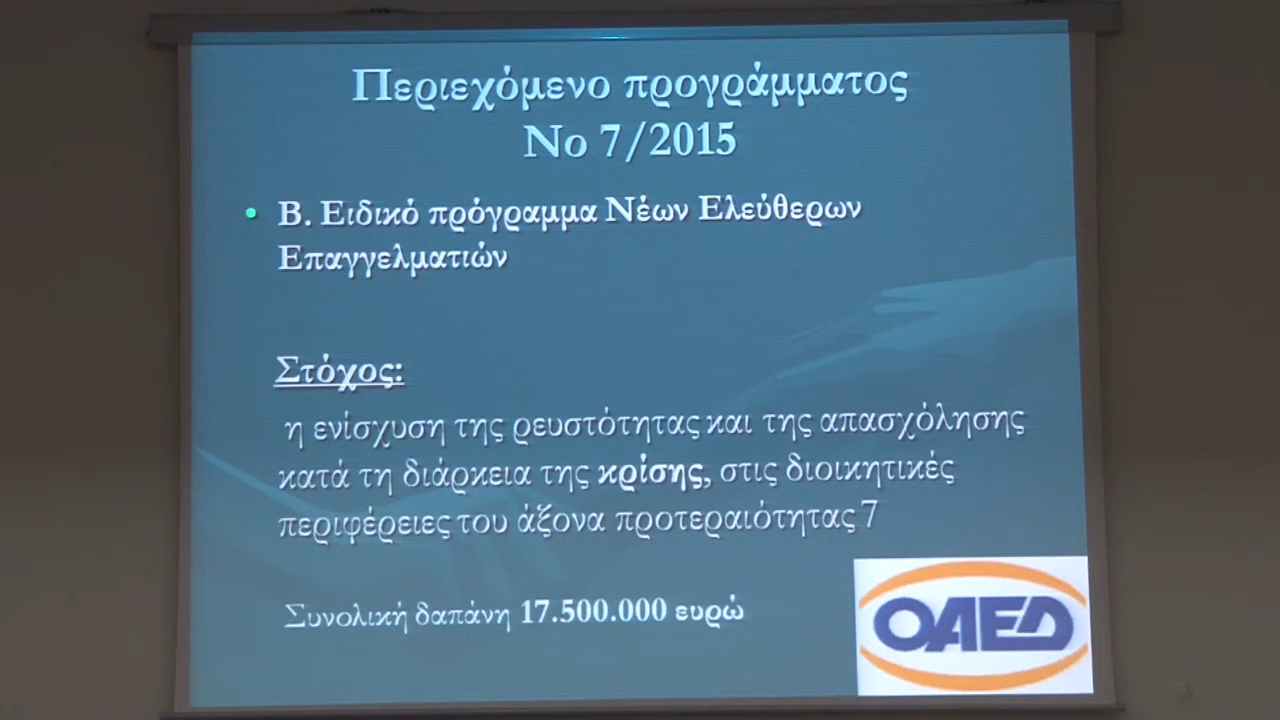 Περιεχόμενο προγράμματος
Νο 7/2015
• Β. Ειδικό πρόγραμμα Νέων Ελεύθερων
Επαγγελματιών
Στόχος:
η ενίσχυση της ρευστότητας και της απασχόλησης
κατά τη διάρκεια της κρίσης, στις διοικητικές
περιφέρειες του άξονα προτεραιότητας 7
Συνολική δαπάνη 17.500.000 ευρώ
ΟΑΕΔ